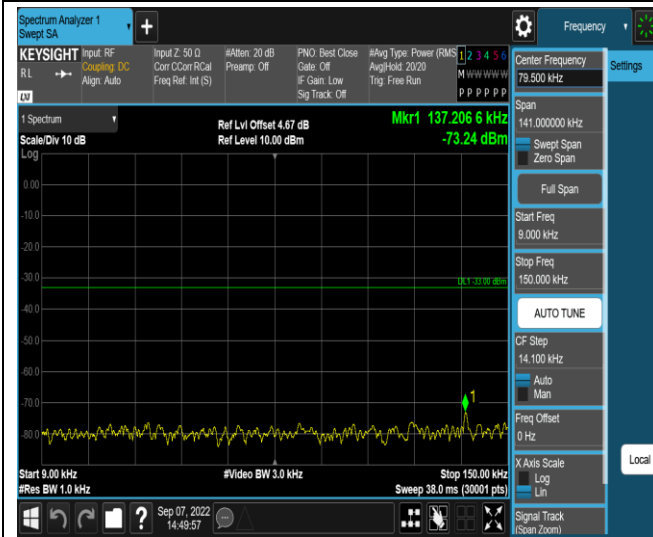 Spectrum Analyzer 1
Swept SA
Frequency
KEYSIGHT
RL
LXI
Input: RF
Coupling: DC
Align: Auto
Input Z: 50 Ω
Corr CCorr RCal
Freq Ref: Int (S)
#Atten: 20 dB
Preamp: Off
PNO: Best Close
Gate: Off
IF Gain: Low
Sig Track: Off
#Avg Type: Power (RMS
Avg|Hold: 20/20
Trig: Free Run
1 2 3 4 5 6
M W W W W W
P P P P P P
Center Frequency
79.500 kHz
Settings
Span
141.000000 kHz
Swept Span
Zero Span
Full Span
Start Freq
9.000 kHz
Stop Freq
150.000 kHz
AUTO TUNE
CF Step
14.100 kHz
Auto
Man
Freq Offset
0 Hz
X Axis Scale
Log
Lin
Signal Track
(Span Zoom)
Local
1 Spectrum
Scale/Div 10 dB
Ref Lvl Offset 4.67 dB
Ref Level 10.00 dBm
Mkr1 137.206 6 kHz
-73.24 dBm
Log
0.00
-10.0
-20.0
-30.0
DL1 -33.00 dBm
-40.0
-50.0
-60.0
-70.0
1
-80.0
Start 9.00 kHz
#Video BW 3.0 kHz
Stop 150.00 kHz
#Res BW 1.0 kHz
Sweep 38.0 ms (30001 pts)
?
Sep 07, 2022
14:49:57